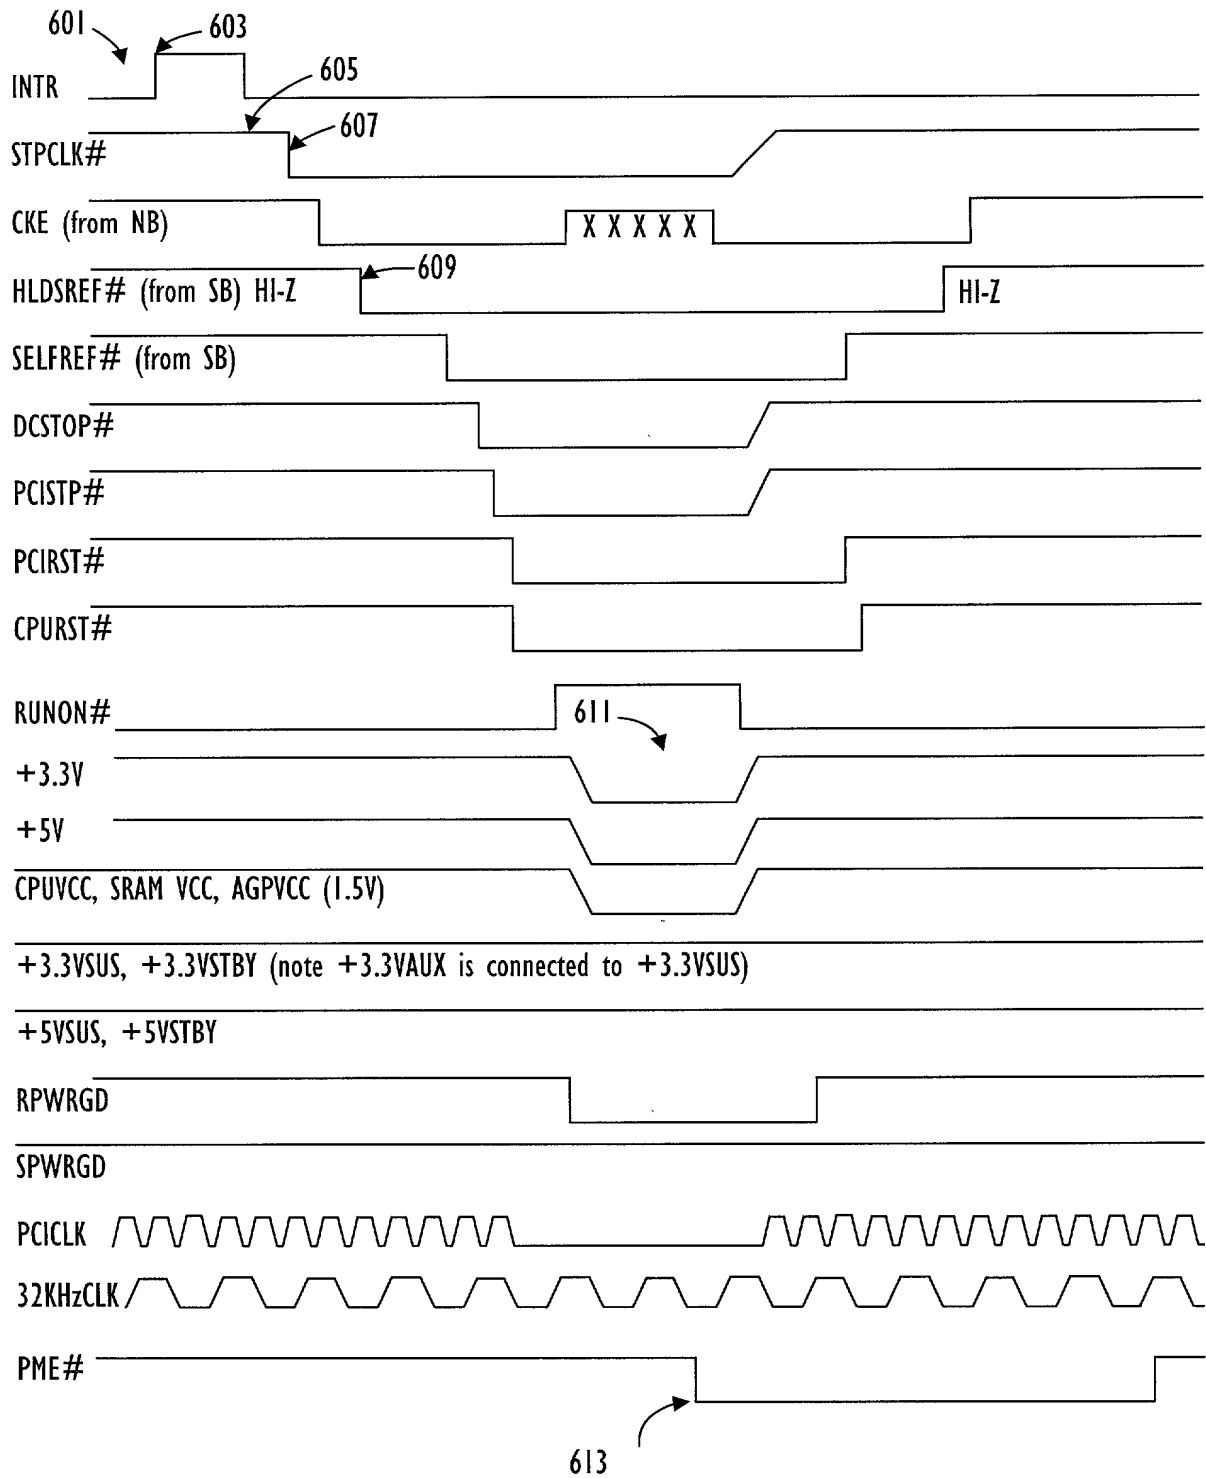 601
603
INTR
605
STPCLK#
607
CKE (from NB)
X X X X X
HLDSREF# (from SB) HI-Z
609
HI-Z
SELFREF# (from SB)
DCSTOP#
PCISTP#
PCIRST#
CPURST#
RUNON#
611
+3.3V
+5V
CPUVCC, SRAM VCC, AGPVCC (1.5V)
+3.3VSUS, +3.3VSTBY (note +3.3VAUX is connected to +3.3VSUS)
+5VSUS, +5VSTBY
RPWRGD
SPWRGD
PCICLK
32KHzCLK
PME#
613